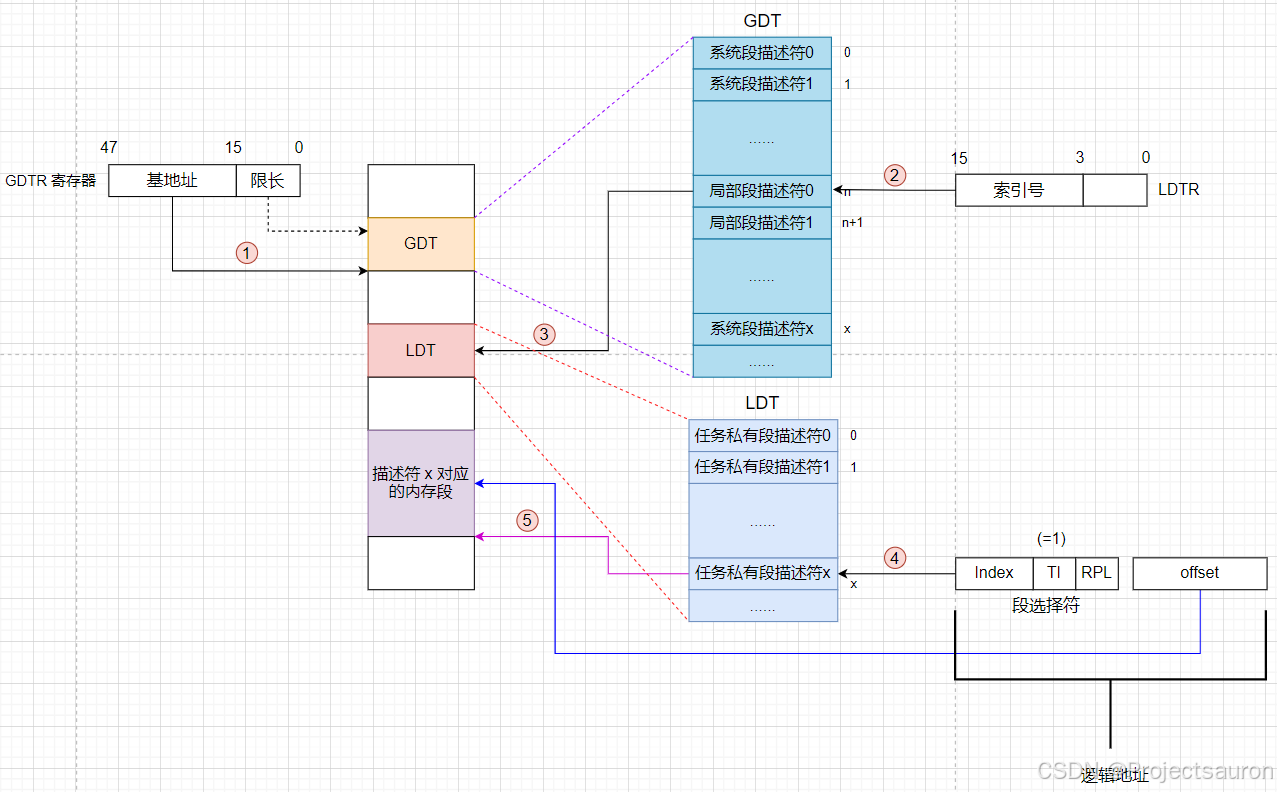 GDT
系统段描述符0
0
系统段描述符1
1
……
局部段描述符0
n
局部段描述符1
n+1
……
系统段描述符x
x
……
47
15
0
GDTR 寄存器
基地址
限长
①
GDT
LDT
描述符 x 对应
的内存段
②
15
3
0
索引号
LDTR
③
LDT
任务私有段描述符0
0
任务私有段描述符1
1
……
任务私有段描述符x
x
……
④
⑤
(=1)
Index
TI
RPL
offset
段选择符
逻辑地址
CSDN @Projectsauron